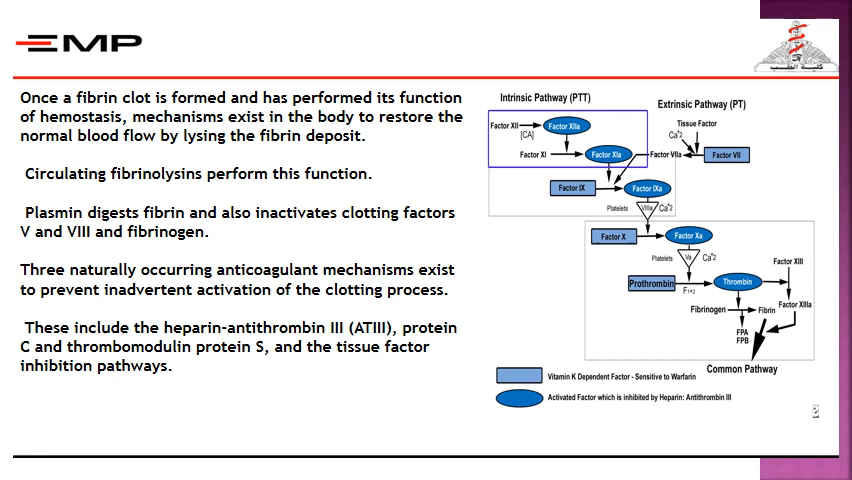 EMP
كلية الطب
Once a fibrin clot is formed and has performed its function
of hemostasis, mechanisms exist in the body to restore the
normal blood flow by lysing the fibrin deposit.
Circulating fibrinolysins perform this function.
Plasmin digests fibrin and also inactivates clotting factors
V and VIII and fibrinogen.
Three naturally occurring anticoagulant mechanisms exist
to prevent inadvertent activation of the clotting process.
These include the heparin-antithrombin III (ATIII), protein
C and thrombomodulin protein S, and the tissue factor
inhibition pathways.
Intrinsic Pathway (PTT)
Extrinsic Pathway (PT)
Tissue Factor
Ca+2
Factor XII
[CA]
Factor XIIa
Factor XI
Factor XIa
Factor VIIa
Factor VII
Factor IX
Factor IXa
Platelets
VIIIa
Ca+2
Factor X
Factor Xa
Platelets
Va
Ca+2
Factor XIII
Prothrombin
F1+2
Thrombin
Fibrinogen
Fibrin
Factor XIIIa
FPA
FPB
Common Pathway
Vitamin K Dependent Factor - Sensitive to Warfarin
Activated Factor which is inhibited by Heparin: Antithrombin III